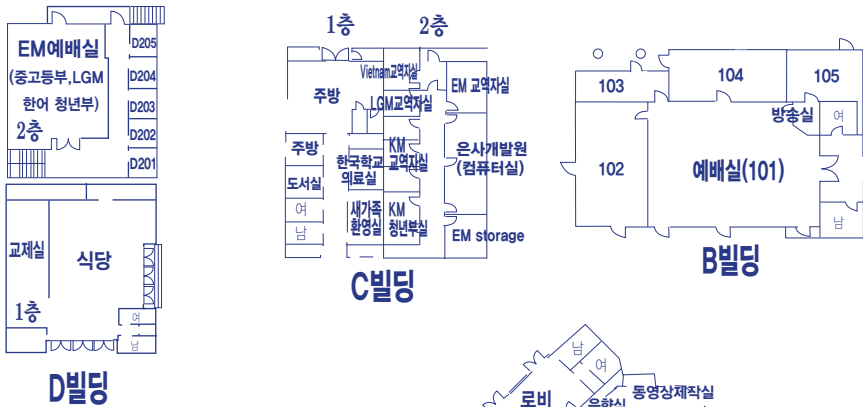 EM예배실
(중고등부,LGM
한어 청년부)
2층
D205
D204
D203
D202
D201
교제실
식당
1층
여
남
D빌딩
1층
2층
주방
Vietnam교역자실
LGM교역자실
EM 교역자실
주방
한국학교
의료실
KM
교역자실
은사개발원
(컴퓨터실)
도서실
여
남
새가족
환영실
KM
청년부실
EM storage
C빌딩
103
104
105
방송실
여
102
예배실(101)
남
B빌딩
남
여
로비
음향실
동영상제작실